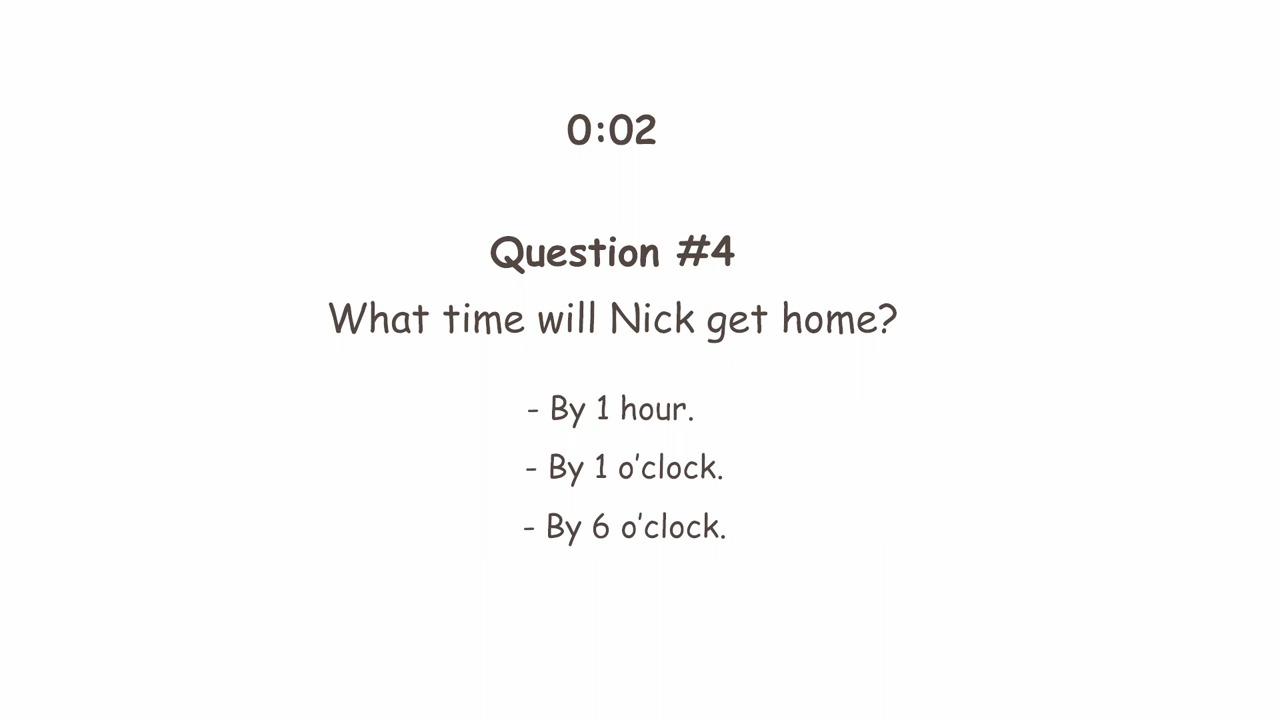 0:02
Question #4
What time will Nick get home?
- By 1 hour.
- By 1 o'clock.
- By 6 o'clock.